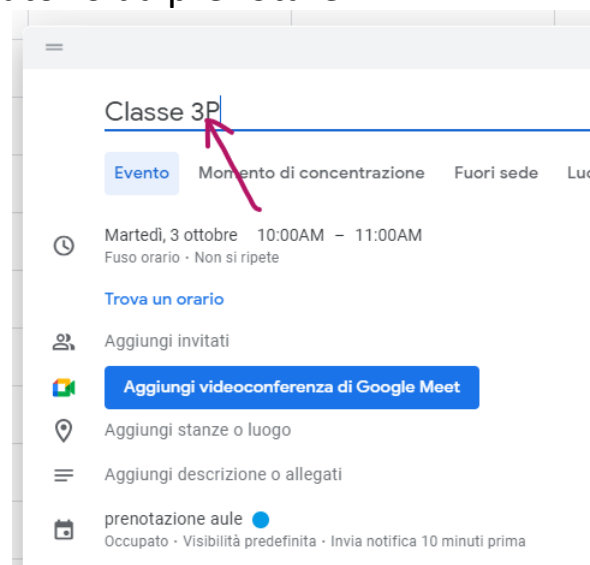 Classe 3P
Evento Momento di concentrazione Fuori sede
Martedì, 3 ottobre 10:00AM – 11:00AM
Fuso orario · Non si ripete
Trova un orario
Aggiungi invitati
Aggiungi videoconferenza di Google Meet
Aggiungi stanze o luogo
Aggiungi descrizione o allegati
prenotazione aule
Occupato · Visibilità predefinita · Invia notifica 10 minuti prima